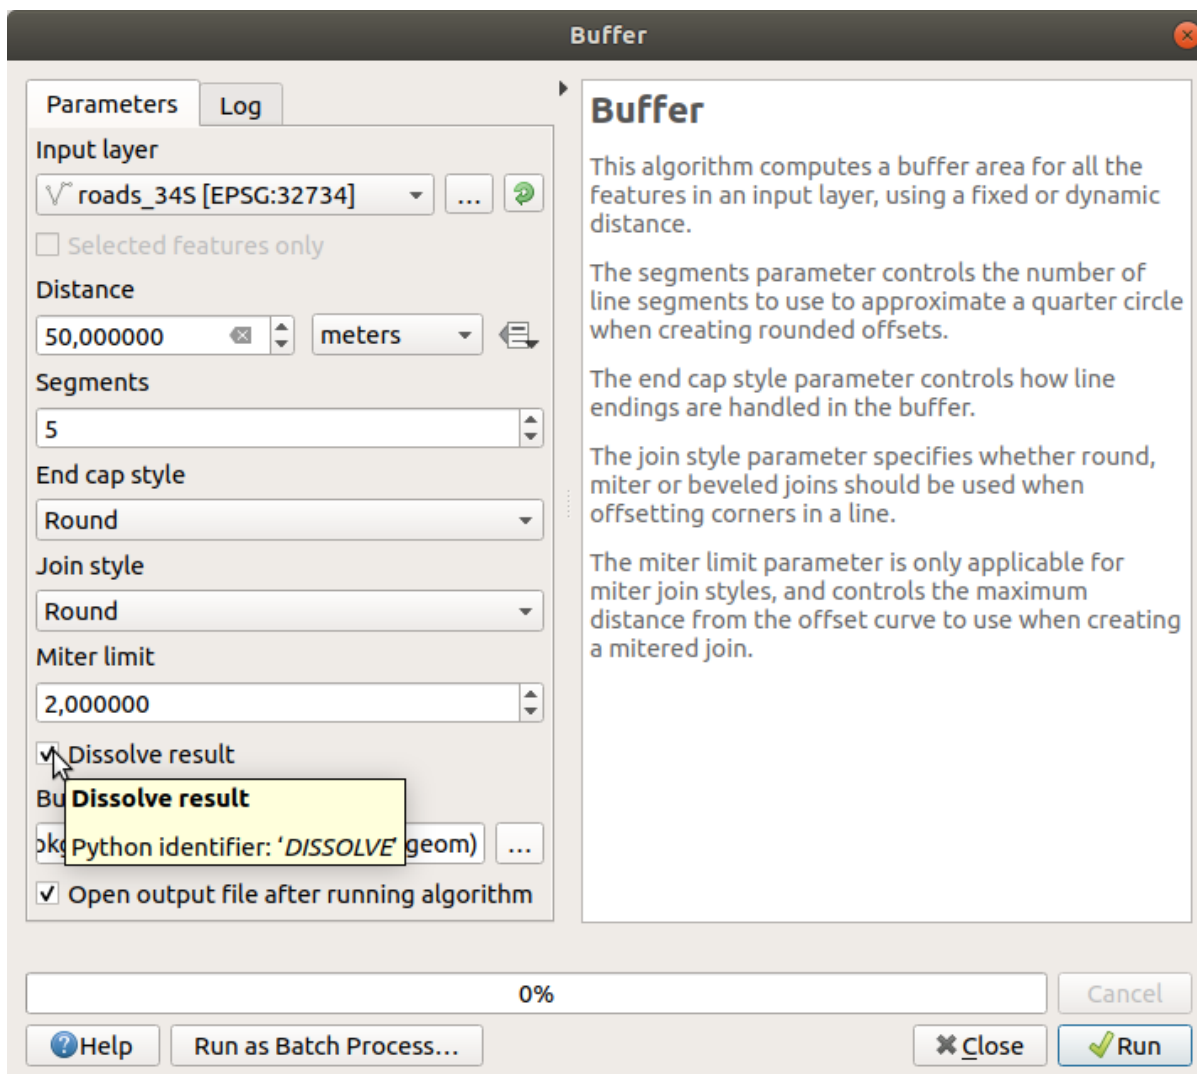 Buffer
Parameters
Log
Input layer
roads_34S [EPSG:32734]
...
Selected features only
Distance
50,000000
meters
Segments
5
End cap style
Round
Join style
Round
Miter limit
2,000000
Dissolve result
Bu
Dissolve result
Python identifier: ‘DISSOLVE’
geom)
...
Open output file after running algorithm
Buffer
This algorithm computes a buffer area for all the
features in an input layer, using a fixed or dynamic
distance.
The segments parameter controls the number of
line segments to use to approximate a quarter circle
when creating rounded offsets.
The end cap style parameter controls how line
endings are handled in the buffer.
The join style parameter specifies whether round,
miter or beveled joins should be used when
offsetting corners in a line.
The miter limit parameter is only applicable for
miter join styles, and controls the maximum
distance from the offset curve to use when creating
a mitered join.
0%
Cancel
Help
Run as Batch Process...
Close
Run